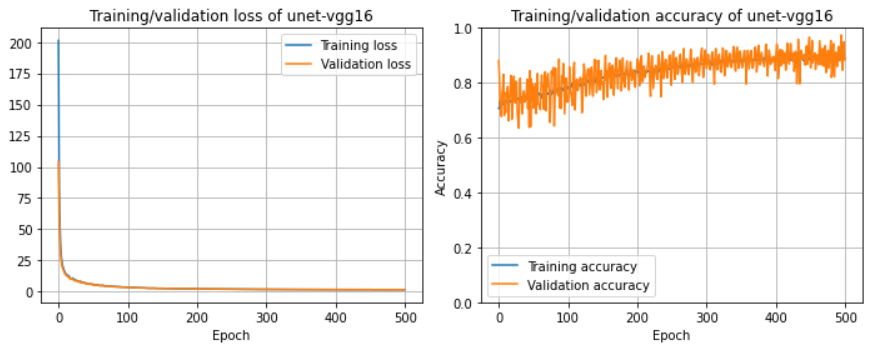 Training/validation loss of unet-vgg16
200
175
150
125
100
75
50
25
0
0 100 200 300 400 500
Epoch
Training loss
Validation loss
Training/validation accuracy of unet-vgg16
Accuracy
1.0
0.8
0.6
0.4
0.2
0.0
0 100 200 300 400 500
Epoch
Training accuracy
Validation accuracy